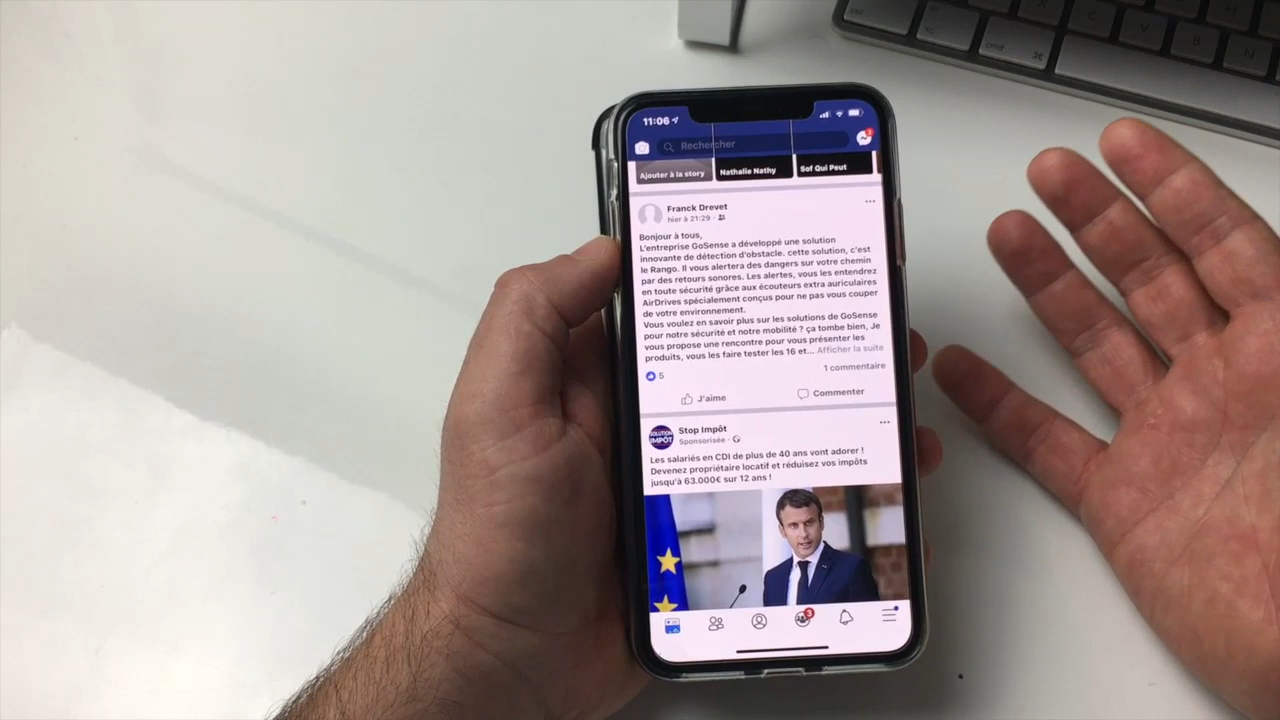 esc
cmd ⌘
X
C
V
B
N
11:06
Rechercher
3
Ajouter à la story
Nathalie Nathy
Sof Qui Peut
Franck Drevet
hier à 21:29
Bonjour à tous,
L'entreprise GoSense a développé une solution
innovante de détection d'obstacle. cette solution, c'est
le Rango. Il vous alertera des dangers sur votre chemin
par des retours sonores. Les alertes, vous les entendrez
en toute sécurité grâce aux écouteurs extra auriculaires
AirDrives spécialement conçus pour ne pas vous couper
de votre environnement.
Vous voulez en savoir plus sur les solutions de GoSense
pour notre sécurité et notre mobilité ? ça tombe bien, Je
vous propose une rencontre pour vous présenter les
produits, vous les faire tester les 16 et... Afficher la suite
5
1 commentaire
J'aime
Commenter
SOLUTION
IMPÔT
Stop Impôt
Sponsorisée ·
Les salariés en CDI de plus de 40 ans vont adorer !
Devenez propriétaire locatif et réduisez vos impôts
jusqu'à 63.000€ sur 12 ans !
3